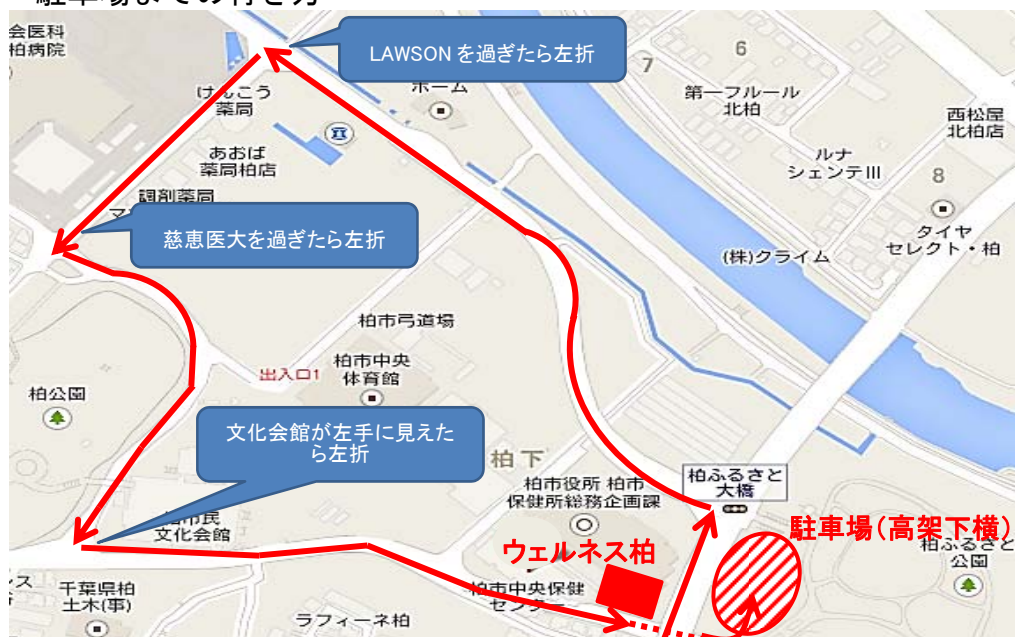 会医科
柏病院
LAWSON を過ぎたら左折
けんこう
薬局
ホーム
6
7
第一フルール
北柏
西松屋
北柏店
あおば
薬局柏店
ルナ
シェンテIII
8
調剤薬局
マ
慈恵医大を過ぎたら左折
タイヤ
セレクト・柏
(株)クライム
柏市弓道場
柏市中央
体育館
出入口1
柏公園
文化会館が左手に見えた
ら左折
柏下
柏市役所 柏市
保健所総務企画課
柏ふるさと
大橋
市民
文化会館
駐車場(高架下横)
ウェルネス柏
柏ふるさと
公園
ス
千葉県柏
土木(事)
柏市中央保健
センター
ラフィーネ柏